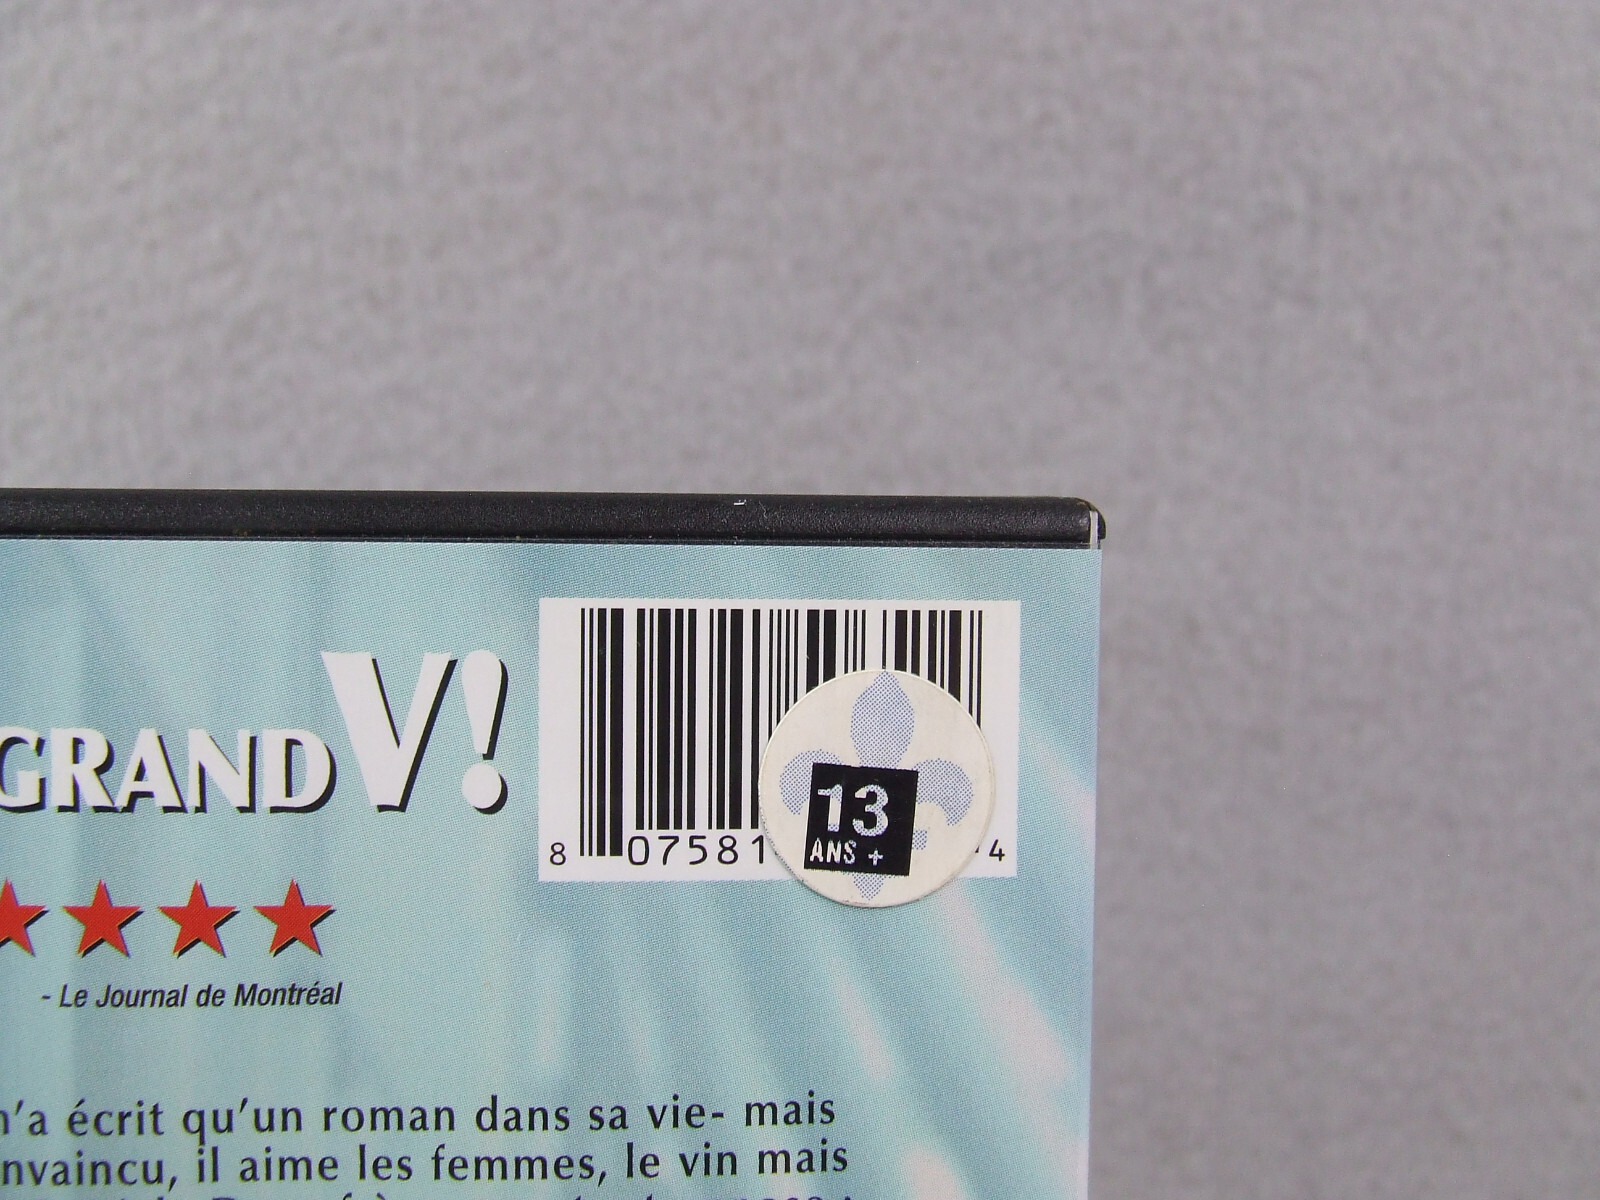 GRAND V!
8 07581 4
13
ANS +
- Le Journal de Montréal
n'a écrit qu'un roman dans sa vie- mais
nvaincu, il aime les femmes, le vin mais